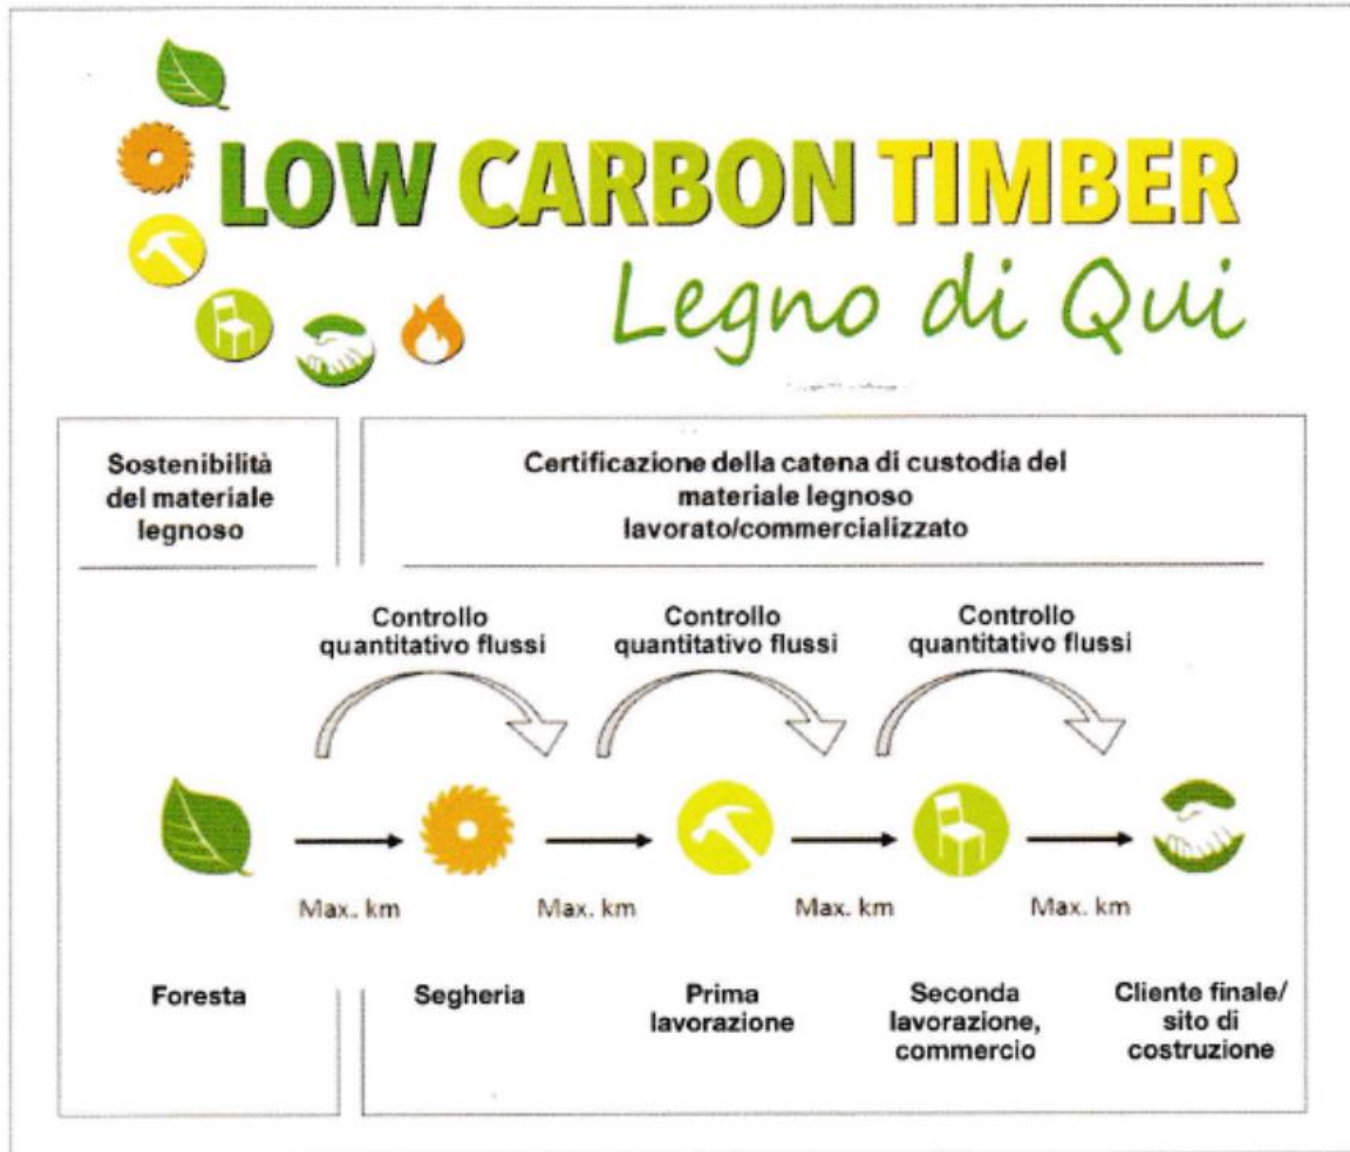 LOW CARBON TIMBER
Legno di Qui
Sostenibilità
del materiale
legnoso
Certificazione della catena di custodia del
materiale legnoso
lavorato/commercializzato
Controllo
quantitativo flussi
Controllo
quantitativo flussi
Controllo
quantitativo flussi
Max. km
Max. km
Max. km
Max. km
Foresta
Segheria
Prima
lavorazione
Seconda
lavorazione,
commercio
Cliente finale/
sito di
costruzione